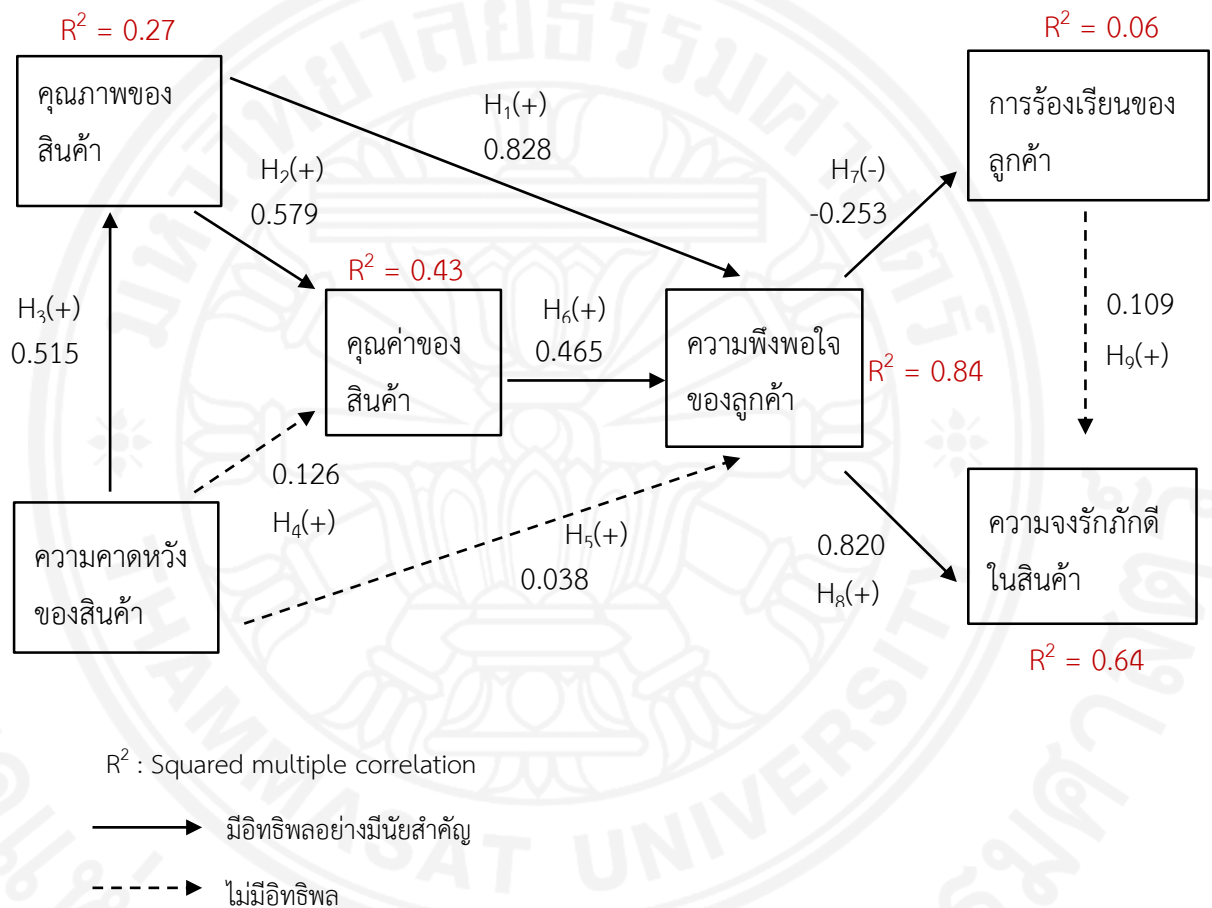 R² = 0.27
R² = 0.06
คุณภาพของ
สินค้า
H₁(+)
0.828
การร้องเรียนของ
ลูกค้า
H₂(+)
0.579
H₇(-)
-0.253
R² = 0.43
H₃(+)
0.515
คุณค่าของ
สินค้า
H₆(+)
0.465
ความพึงพอใจ
ของลูกค้า
R² = 0.84
0.109
H₉(+)
0.126
H₄(+)
ความคาดหวัง
ของสินค้า
H₅(+)
0.038
0.820
H₈(+)
ความจงรักภักดี
ในสินค้า
R² = 0.64
R² : Squared multiple correlation
มีอิทธิพลอย่างมีนัยสำคัญ
ไม่มีอิทธิพล
THAMMASAT UNIVERSIT